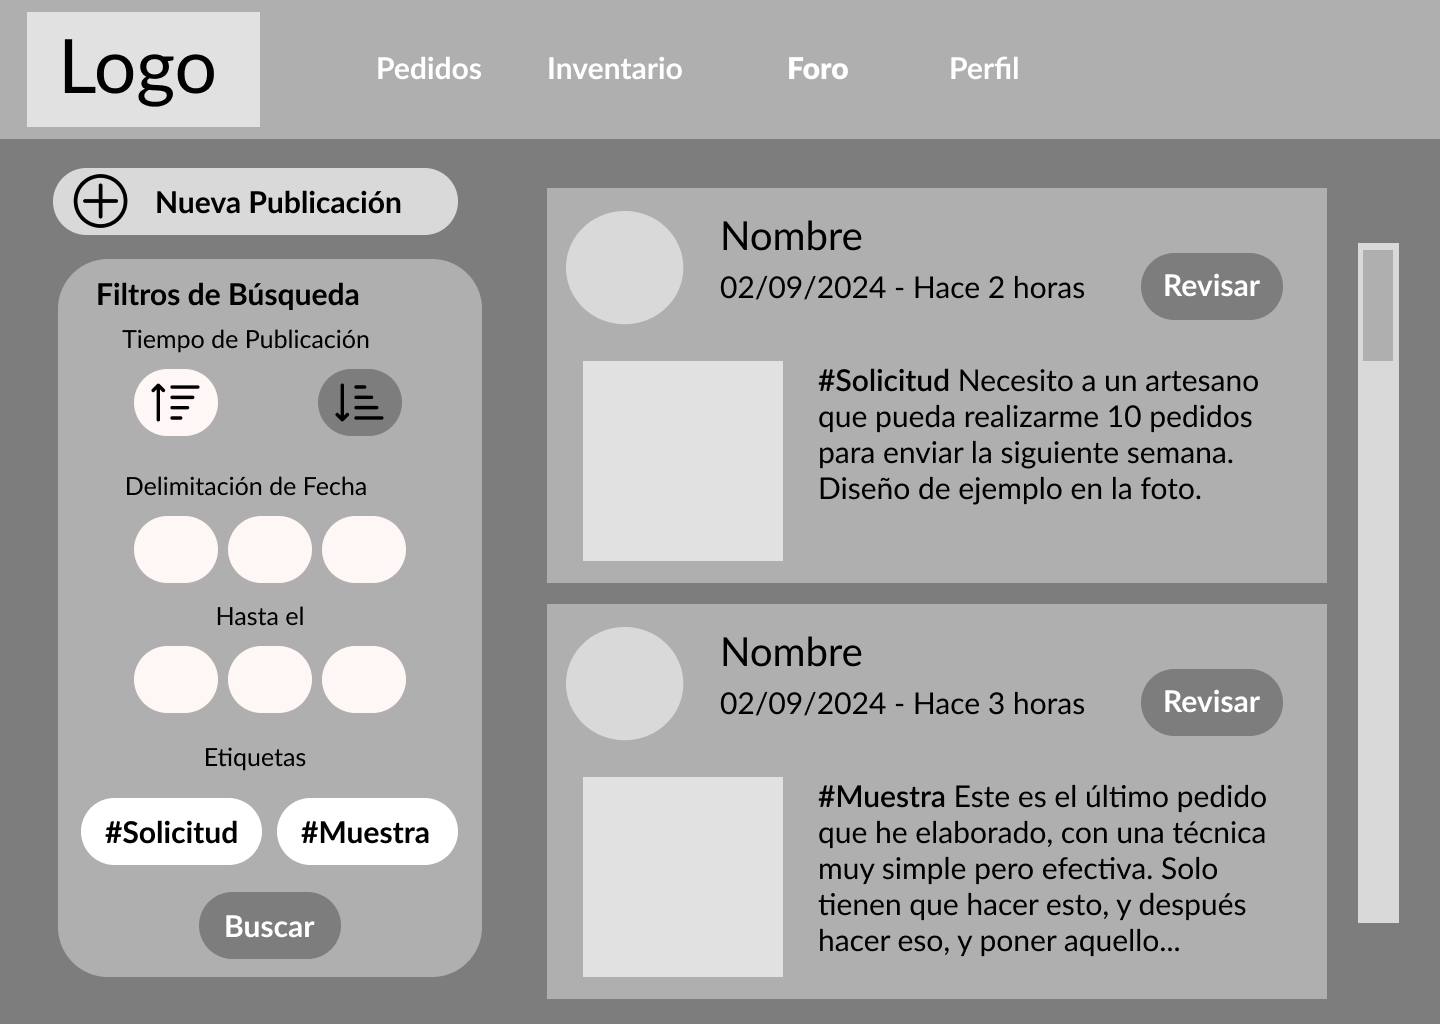 Logo
Pedidos Inventario Foro Perfil
Nueva Publicación
Filtros de Búsqueda
Tiempo de Publicación
Delimitación de Fecha
Hasta el
Etiquetas
#Solicitud #Muestra
Buscar
Nombre
02/09/2024 - Hace 2 horas
Revisar
#Solicitud Necesito a un artesano
que pueda realizarme 10 pedidos
para enviar la siguiente semana.
Diseño de ejemplo en la foto.
Nombre
02/09/2024 - Hace 3 horas
Revisar
#Muestra Este es el último pedido
que he elaborado, con una técnica
muy simple pero efectiva. Solo
tienen que hacer esto, y después
hacer eso, y poner aquello...